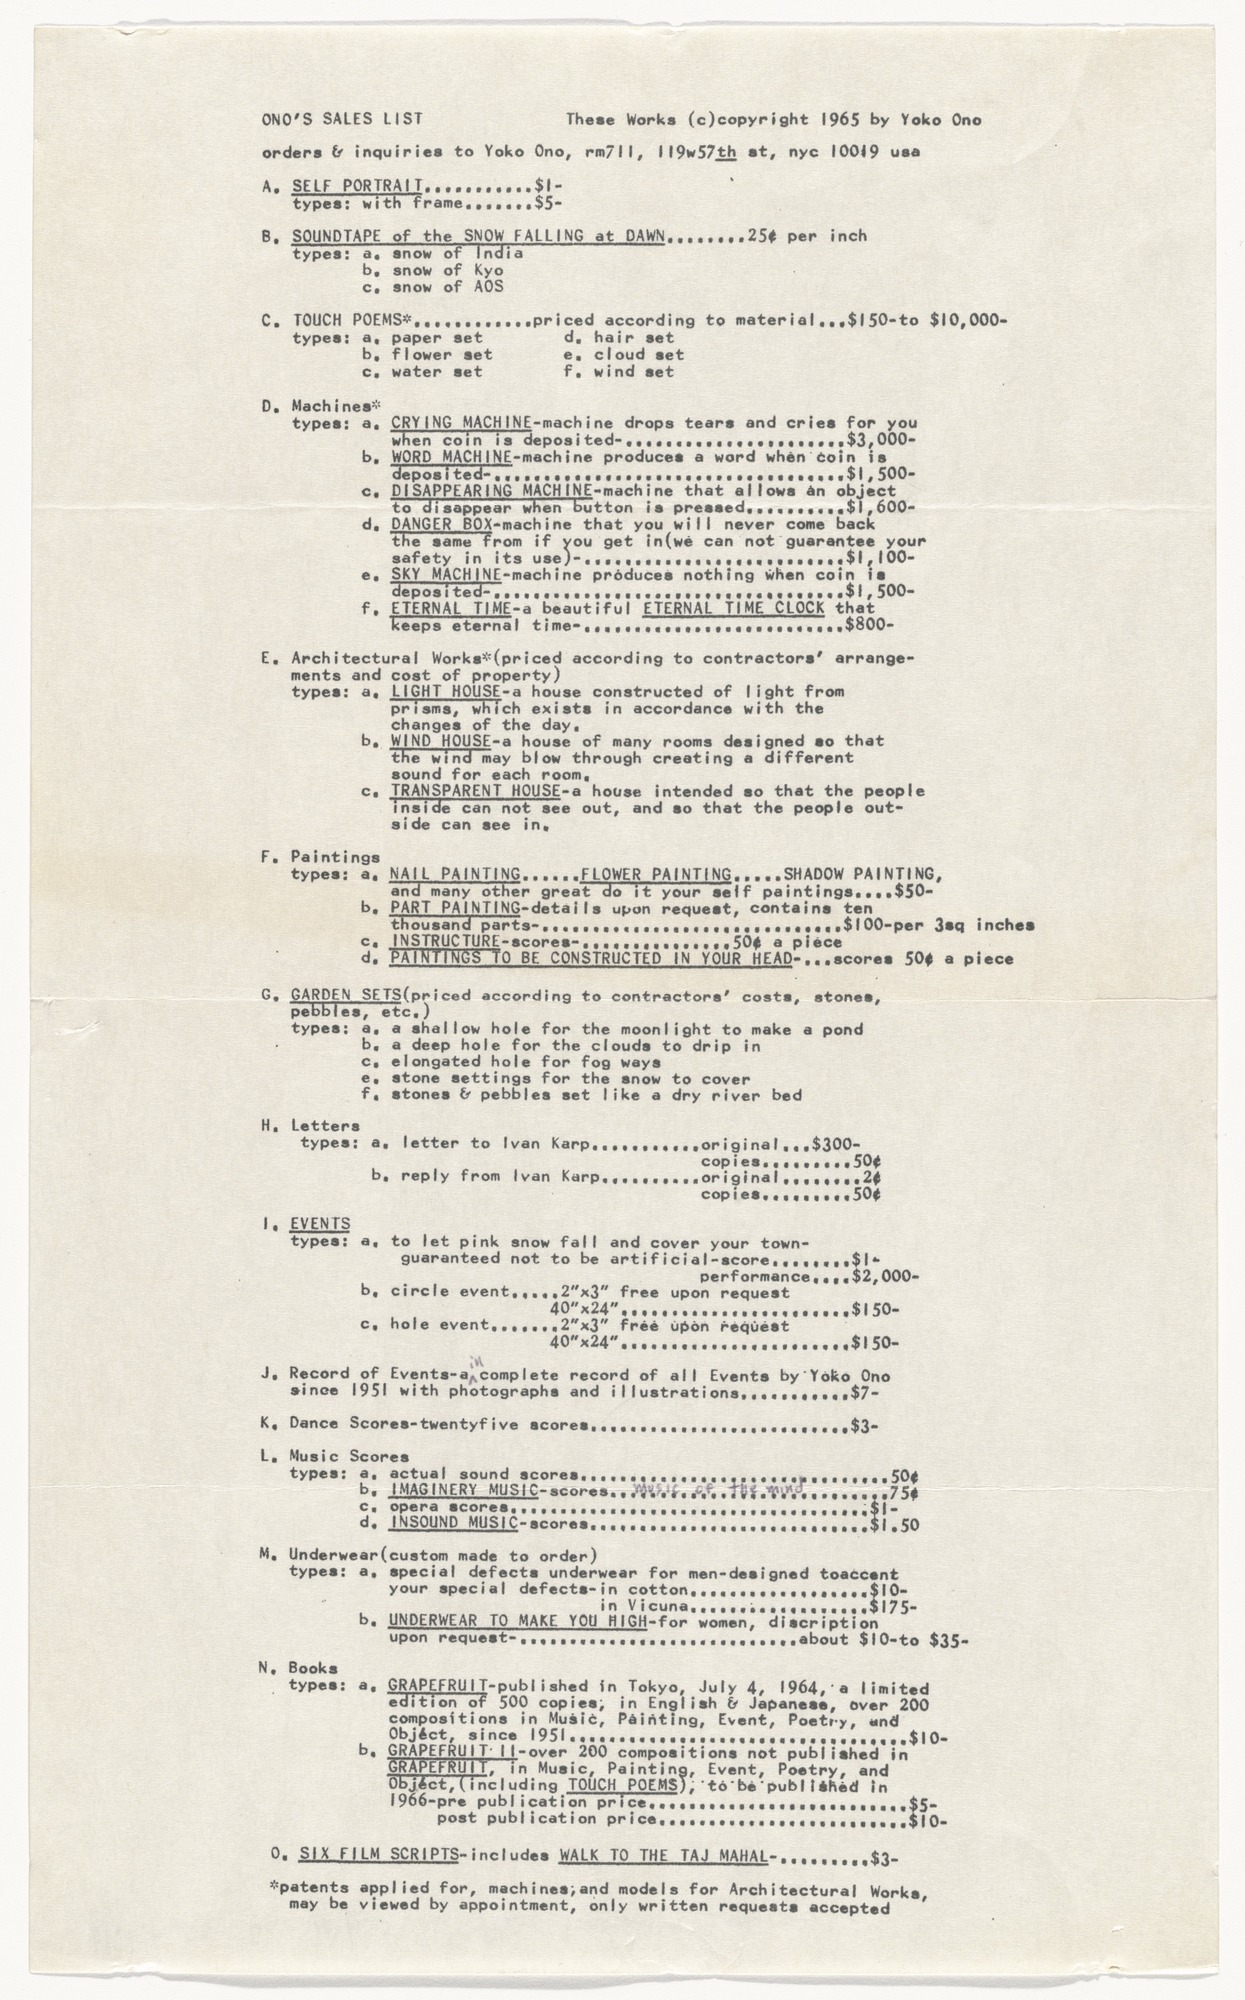 ONO'S SALES LIST These Works (c)copyright 1965 by Yoko Ono
orders & inquiries to Yoko Ono, rm711, 119w57th st, nyc 10019 usa
A. SELF PORTRAIT...........$1-
types: with frame.......$5-
B. SOUNDTAPE of the SNOW FALLING at DAWN........25¢ per inch
types: a. snow of India
b. snow of Kyo
c. snow of AOS
C. TOUCH POEMS*............priced according to material...$150-to $10,000-
types: a. paper set d. hair set
b. flower set e. cloud set
c. water set f. wind set
D. Machines*
types: a. CRYING MACHINE-machine drops tears and cries for you
when coin is deposited-.......................$3,000-
b. WORD MACHINE-machine produces a word when coin is
deposited-....................................$1,500-
c. DISAPPEARING MACHINE-machine that allows an object
to disappear when button is pressed..........$1,600-
d. DANGER BOX-machine that you will never come back
the same from if you get in(we can not guarantee your
safety in its use)-...........................$1,100-
e. SKY MACHINE-machine produces nothing when coin is
deposited-....................................$1,500-
f. ETERNAL TIME-a beautiful ETERNAL TIME CLOCK that
keeps eternal time-...........................$800-
E. Architectural Works*(priced according to contractors' arrange-
ments and cost of property)
types: a. LIGHT HOUSE-a house constructed of light from
prisms, which exists in accordance with the
changes of the day.
b. WIND HOUSE-a house of many rooms designed so that
the wind may blow through creating a different
sound for each room.
c. TRANSPARENT HOUSE-a house intended so that the people
inside can not see out, and so that the people out-
side can see in.
F. Paintings
types: a. NAIL PAINTING......FLOWER PAINTING.....SHADOW PAINTING,
and many other great do it your self paintings....$50-
b. PART PAINTING-details upon request, contains ten
thousand parts-...............................$100-per 3sq inches
c. INSTRUCTURE-scores-...............50¢ a piece
d. PAINTINGS TO BE CONSTRUCTED IN YOUR HEAD-...scores 50¢ a piece
G. GARDEN SETS(priced according to contractors' costs, stones,
pebbles, etc.)
types: a. a shallow hole for the moonlight to make a pond
b. a deep hole for the clouds to drip in
c. elongated hole for fog ways
e. stone settings for the snow to cover
f. stones & pebbles set like a dry river bed
H. Letters
types: a. letter to Ivan Karp...........original...$300-
copies.........50¢
b. reply from Ivan Karp..........original........2¢
copies.........50¢
I. EVENTS
types: a. to let pink snow fall and cover your town-
guaranteed not to be artificial-score........$1-
performance....$2,000-
b. circle event.....2"x3" free upon request
40"x24".......................$150-
c. hole event.......2"x3" free upon request
40"x24".......................$150-
J. Record of Events-a in complete record of all Events by Yoko Ono
since 1951 with photographs and illustrations...........$7-
K. Dance Scores-twentyfive scores..........................$3-
L. Music Scores
types: a. actual sound scores...............................50¢
b. IMAGINERY MUSIC-scores..music of the mind.........75¢
c. opera scores....................................$1-
d. INSOUND MUSIC-scores............................$1.50
M. Underwear(custom made to order)
types: a. special defects underwear for men-designed toaccent
your special defects-in cotton..................$10-
in Vicuna..................$175-
b. UNDERWEAR TO MAKE YOU HIGH-for women, discription
upon request-............................about $10-to $35-
N. Books
types: a. GRAPEFRUIT-published in Tokyo, July 4, 1964, a limited
edition of 500 copies, in English & Japanese, over 200
compositions in Music, Painting, Event, Poetry, and
Object, since 1951..................................$10-
b. GRAPEFRUIT II-over 200 compositions not published in
GRAPEFRUIT, in Music, Painting, Event, Poetry, and
Object,(including TOUCH POEMS), to be published in
1966-pre publication price..........................$5-
post publication price.........................$10-
O. SIX FILM SCRIPTS-includes WALK TO THE TAJ MAHAL-.........$3-
*patents applied for, machines,and models for Architectural Works,
may be viewed by appointment, only written requests accepted